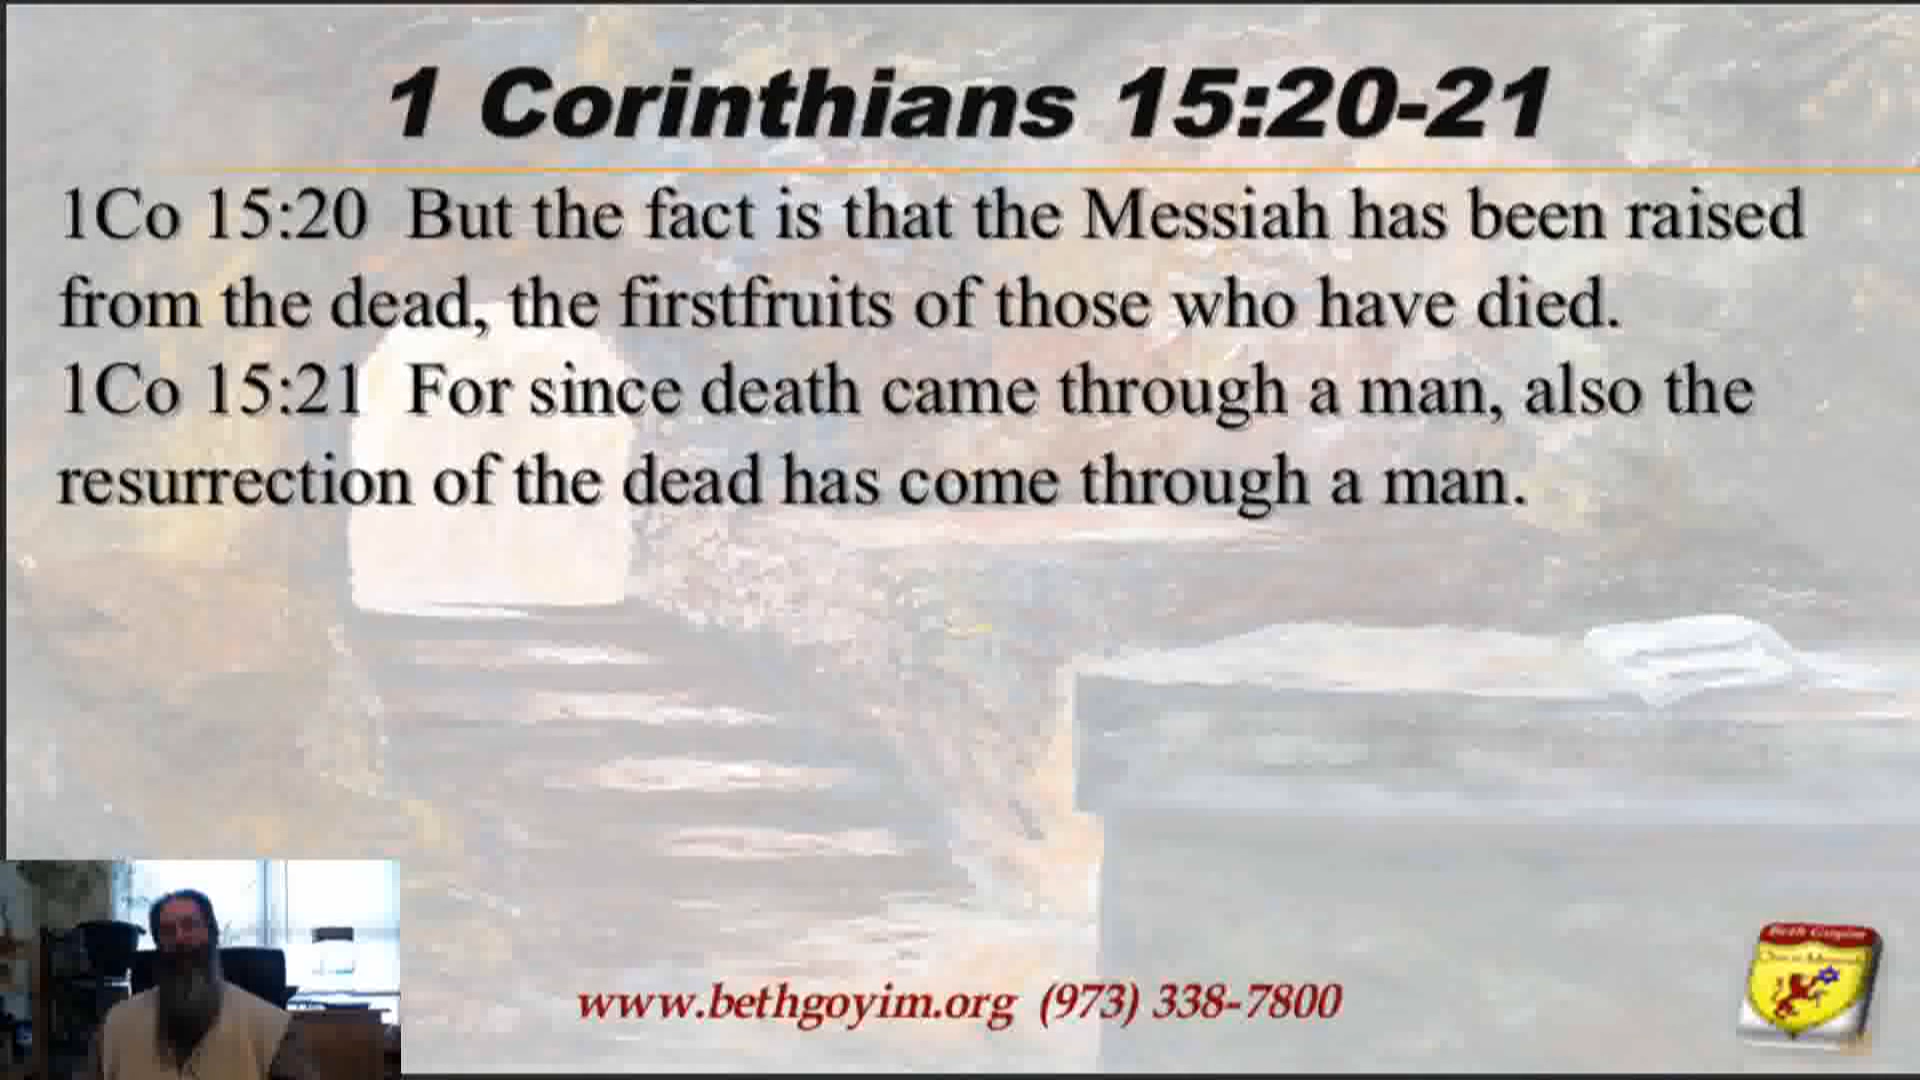 1 Corinthians 15:20-21
1Co 15:20 But the fact is that the Messiah has been raised
from the dead, the firstfruits of those who have died.
1Co 15:21 For since death came through a man, also the
resurrection of the dead has come through a man.
www.bethgoyim.org (973) 338-7800
Beth Goyim